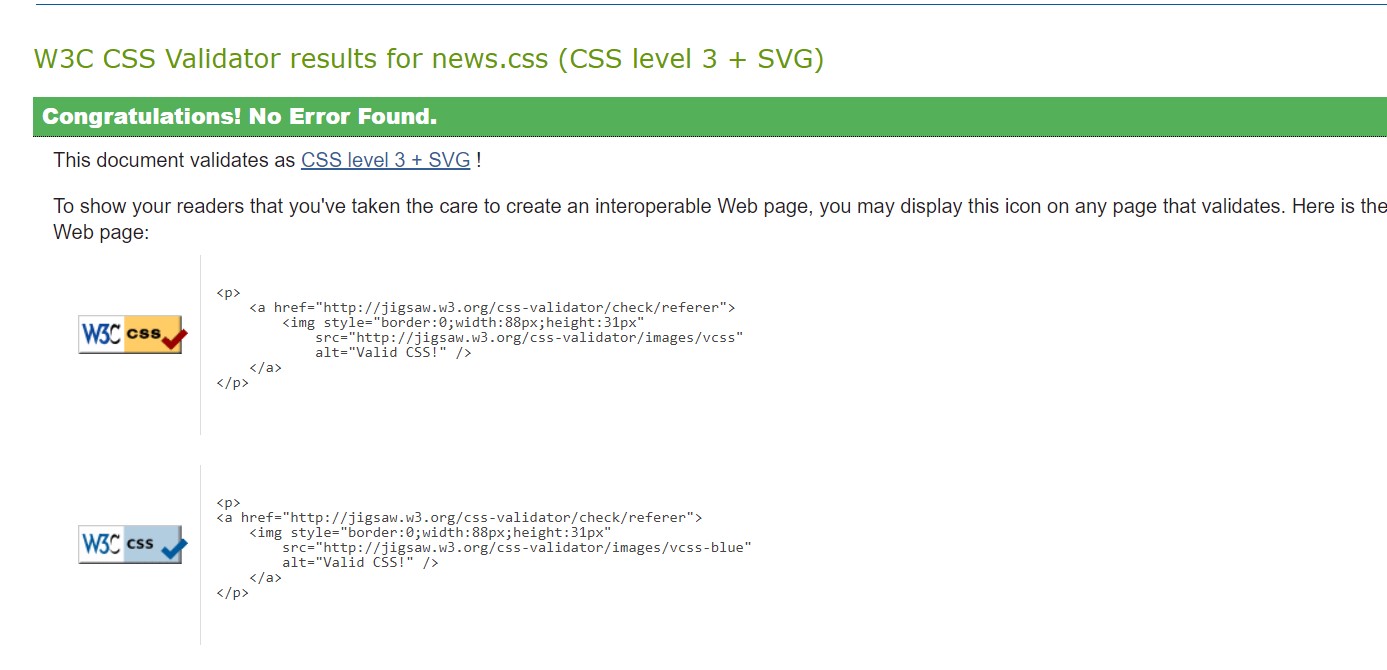 W3C CSS Validator results for news.css (CSS level 3 + SVG)
Congratulations! No Error Found.
This document validates as CSS level 3 + SVG !
To show your readers that you've taken the care to create an interoperable Web page, you may display this icon on any page that validates. Here is the
Web page:
<p>
    <a href="http://jigsaw.w3.org/css-validator/check/referer">
        <img style="border:0;width:88px;height:31px"
            src="http://jigsaw.w3.org/css-validator/images/vcss"
            alt="Valid CSS!" />
    </a>
</p>
W3C css
<p>
<a href="http://jigsaw.w3.org/css-validator/check/referer">
    <img style="border:0;width:88px;height:31px"
        src="http://jigsaw.w3.org/css-validator/images/vcss-blue"
        alt="Valid CSS!" />
    </a>
</p>
W3C css